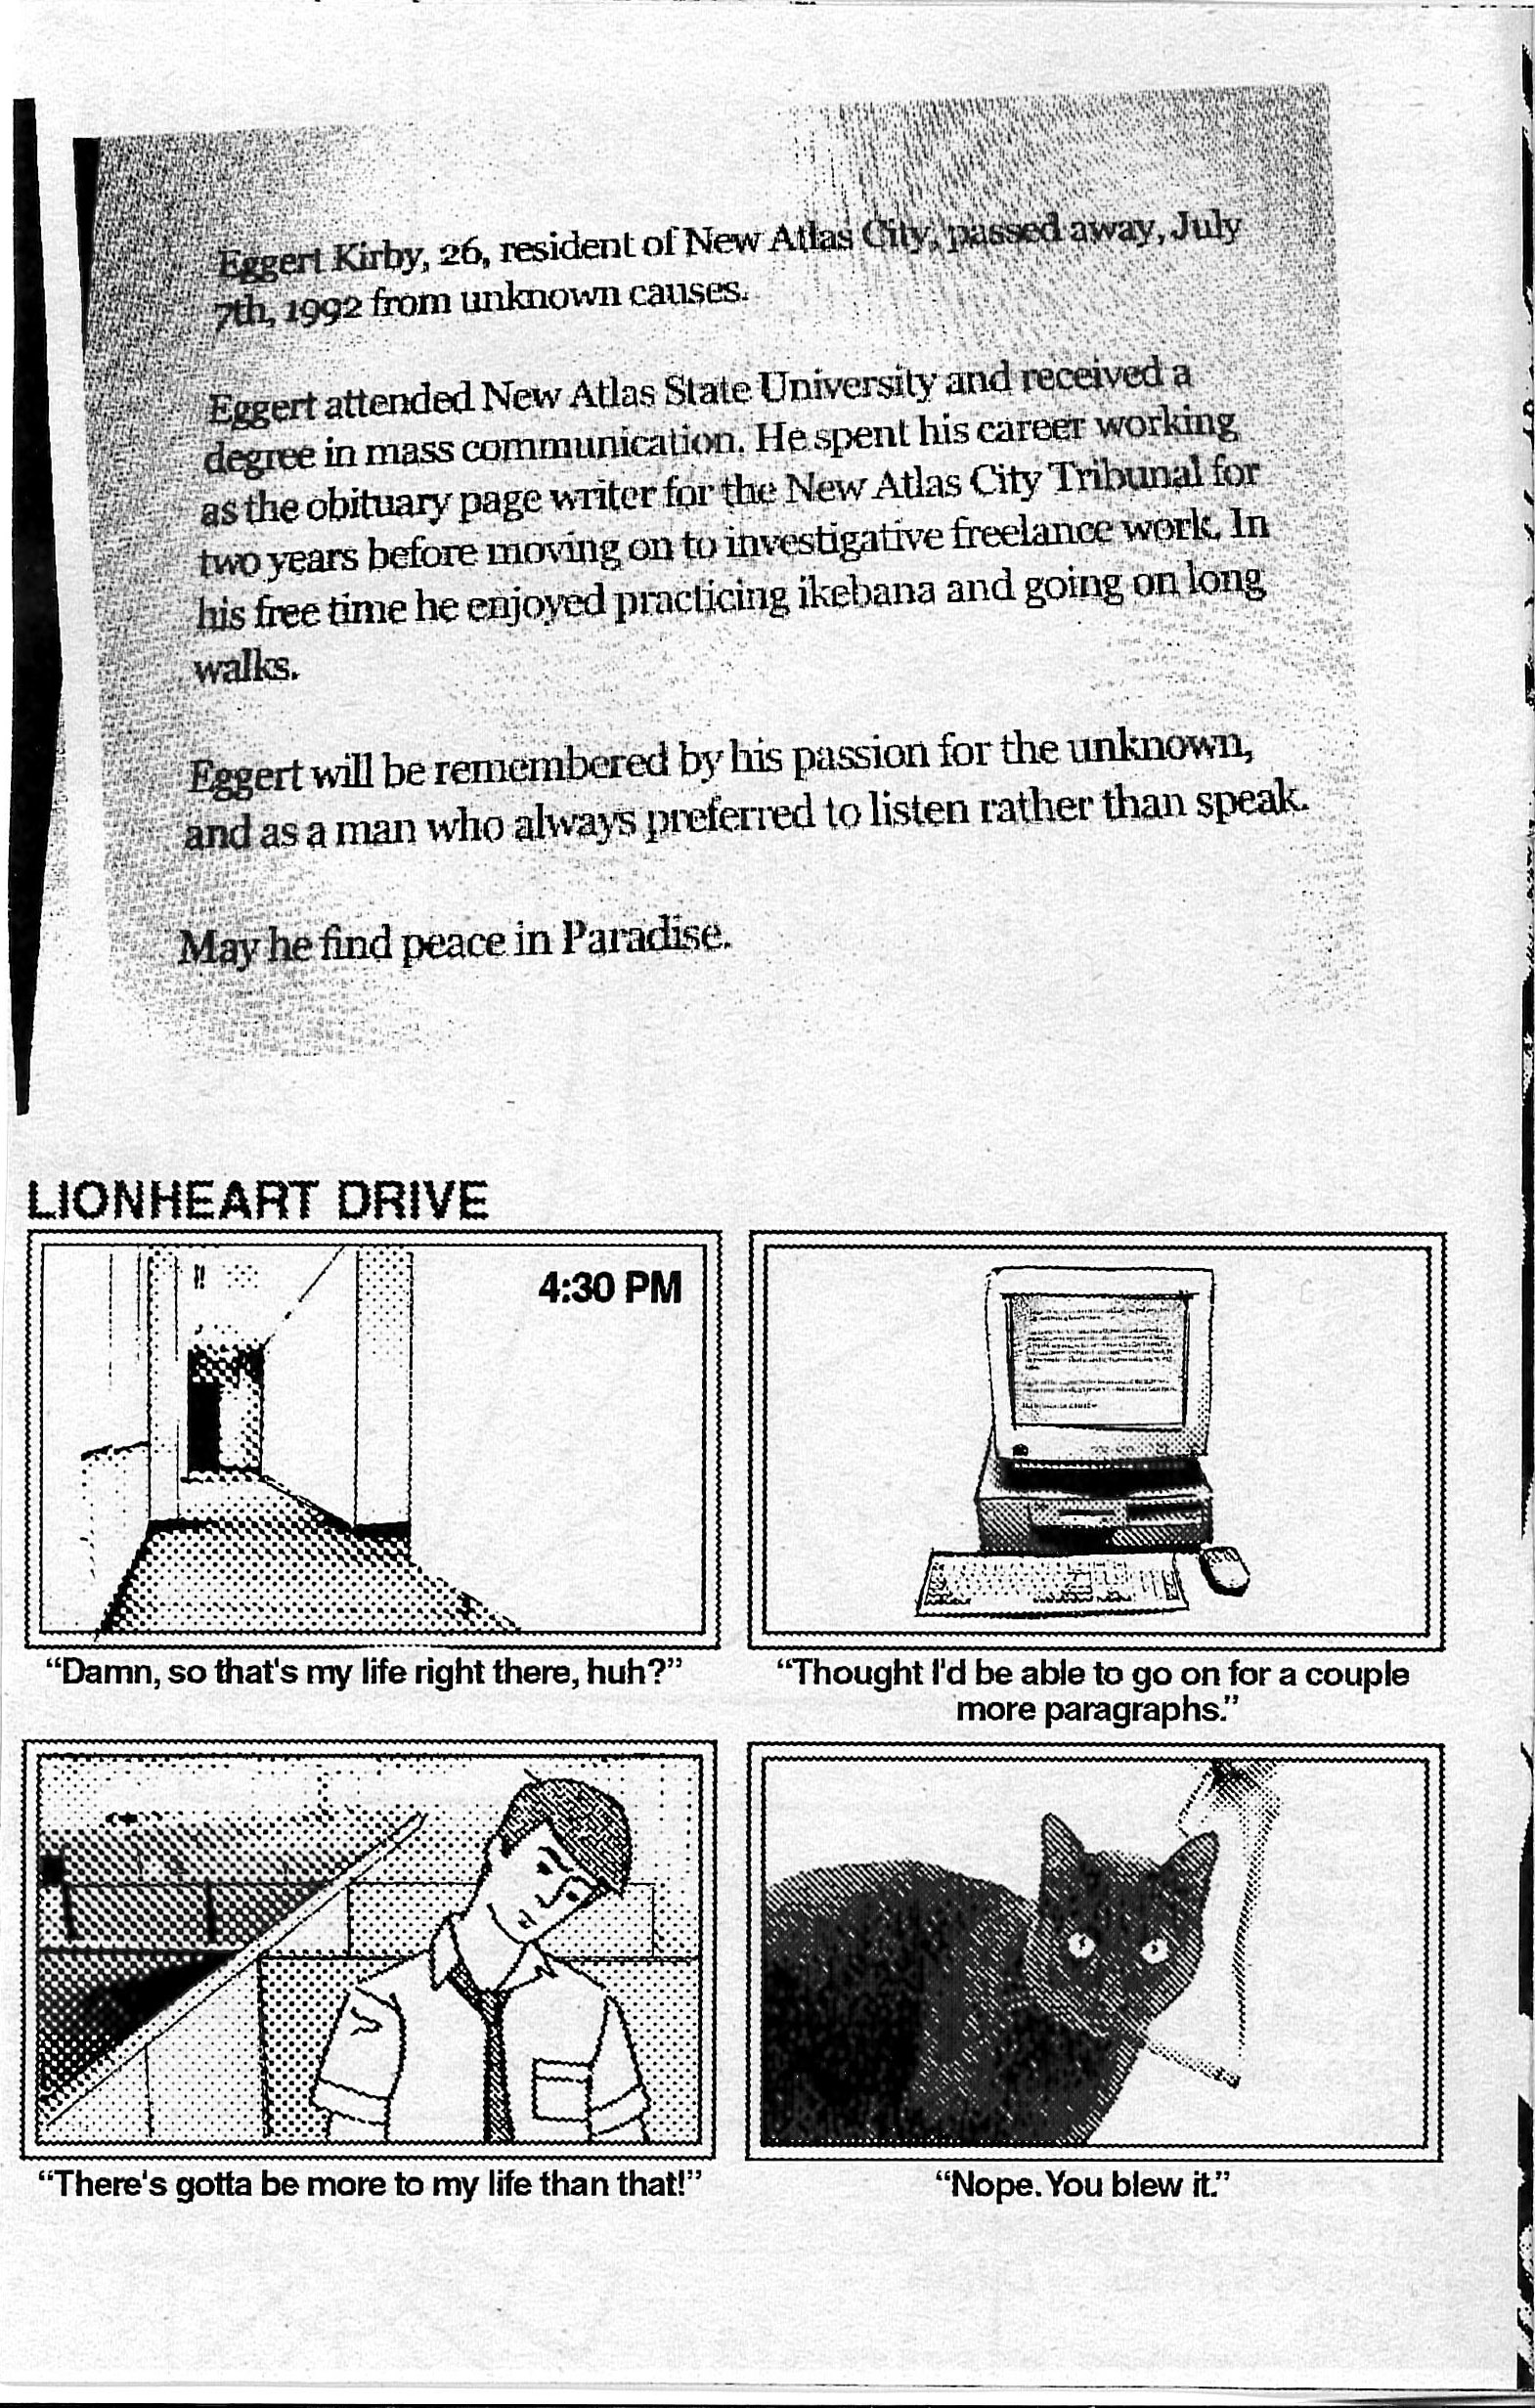 Eggert Kirby, 26, resident of New Atlas City, passed away, July
7th, 1992 from unknown causes.
Eggert attended New Atlas State University and received a
degree in mass communication. He spent his career working
as the obituary page writer for the New Atlas City Tribunal for
two years before moving on to investigative freelance work. In
his free time he enjoyed practicing ikebana and going on long
walks.
Eggert will be remembered by his passion for the unknown,
and as a man who always preferred to listen rather than speak.
May he find peace in Paradise.
LIONHEART DRIVE
4:30 PM
“Damn, so that's my life right there, huh?”
“Thought I'd be able to go on for a couple
more paragraphs.”
“There's gotta be more to my life than that!”
“Nope. You blew it.”